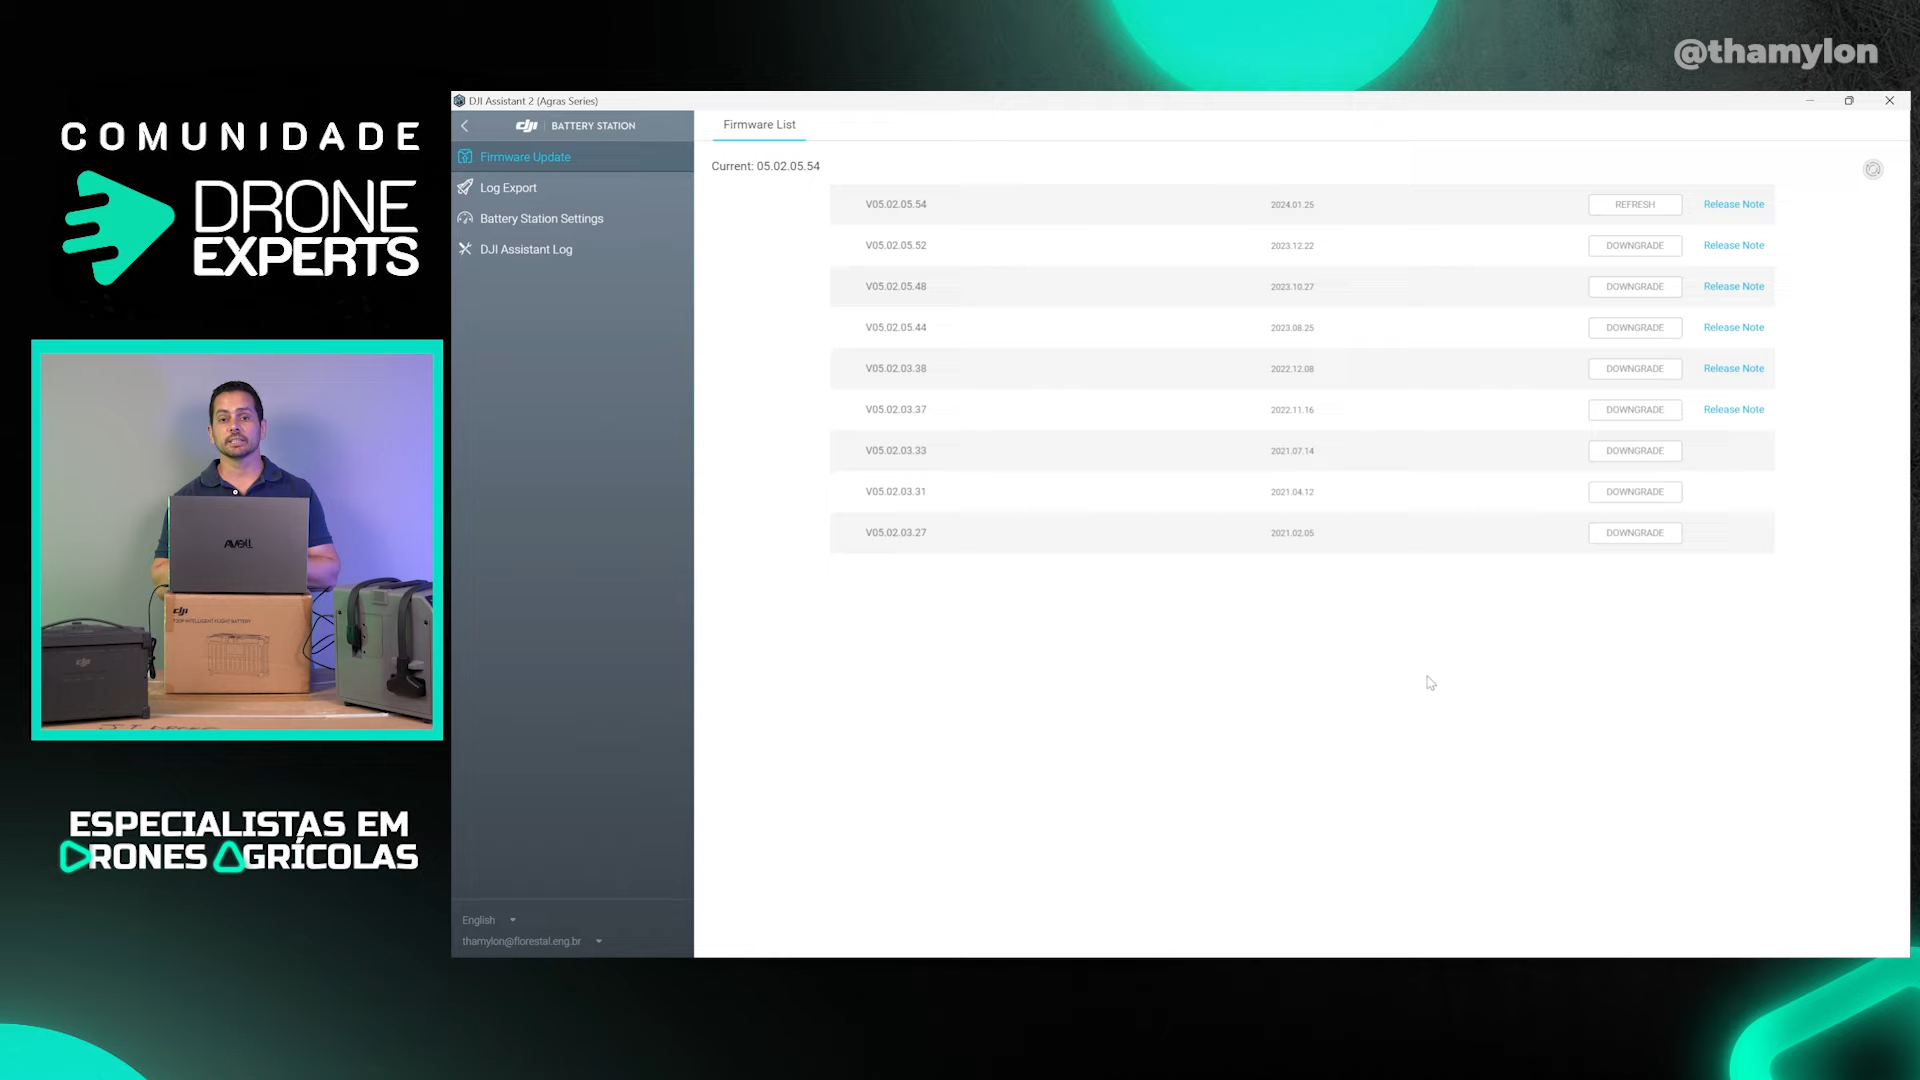 @thamylon
COMUNIDADE
DRONE
EXPERTS
DJI Assistant 2 (Agras Series)
dji | BATTERY STATION
Firmware Update
Log Export
Battery Station Settings
DJI Assistant Log
English
thamylon@florestal.eng.br
Firmware List
Current: 05.02.05.54
V05.02.05.54 2024.01.25 REFRESH Release Note
V05.02.05.52 2023.12.22 DOWNGRADE Release Note
V05.02.05.48 2023.10.27 DOWNGRADE Release Note
V05.02.05.44 2023.08.25 DOWNGRADE Release Note
V05.02.03.38 2022.12.08 DOWNGRADE Release Note
V05.02.03.37 2022.11.16 DOWNGRADE Release Note
V05.02.03.33 2021.07.14 DOWNGRADE
V05.02.03.31 2021.04.12 DOWNGRADE
V05.02.03.27 2021.02.05 DOWNGRADE
AVELL
dji
INTELLIGENT FLIGHT BATTERY
dji
ESPECIALISTAS EM
DRONES AGRÍCOLAS